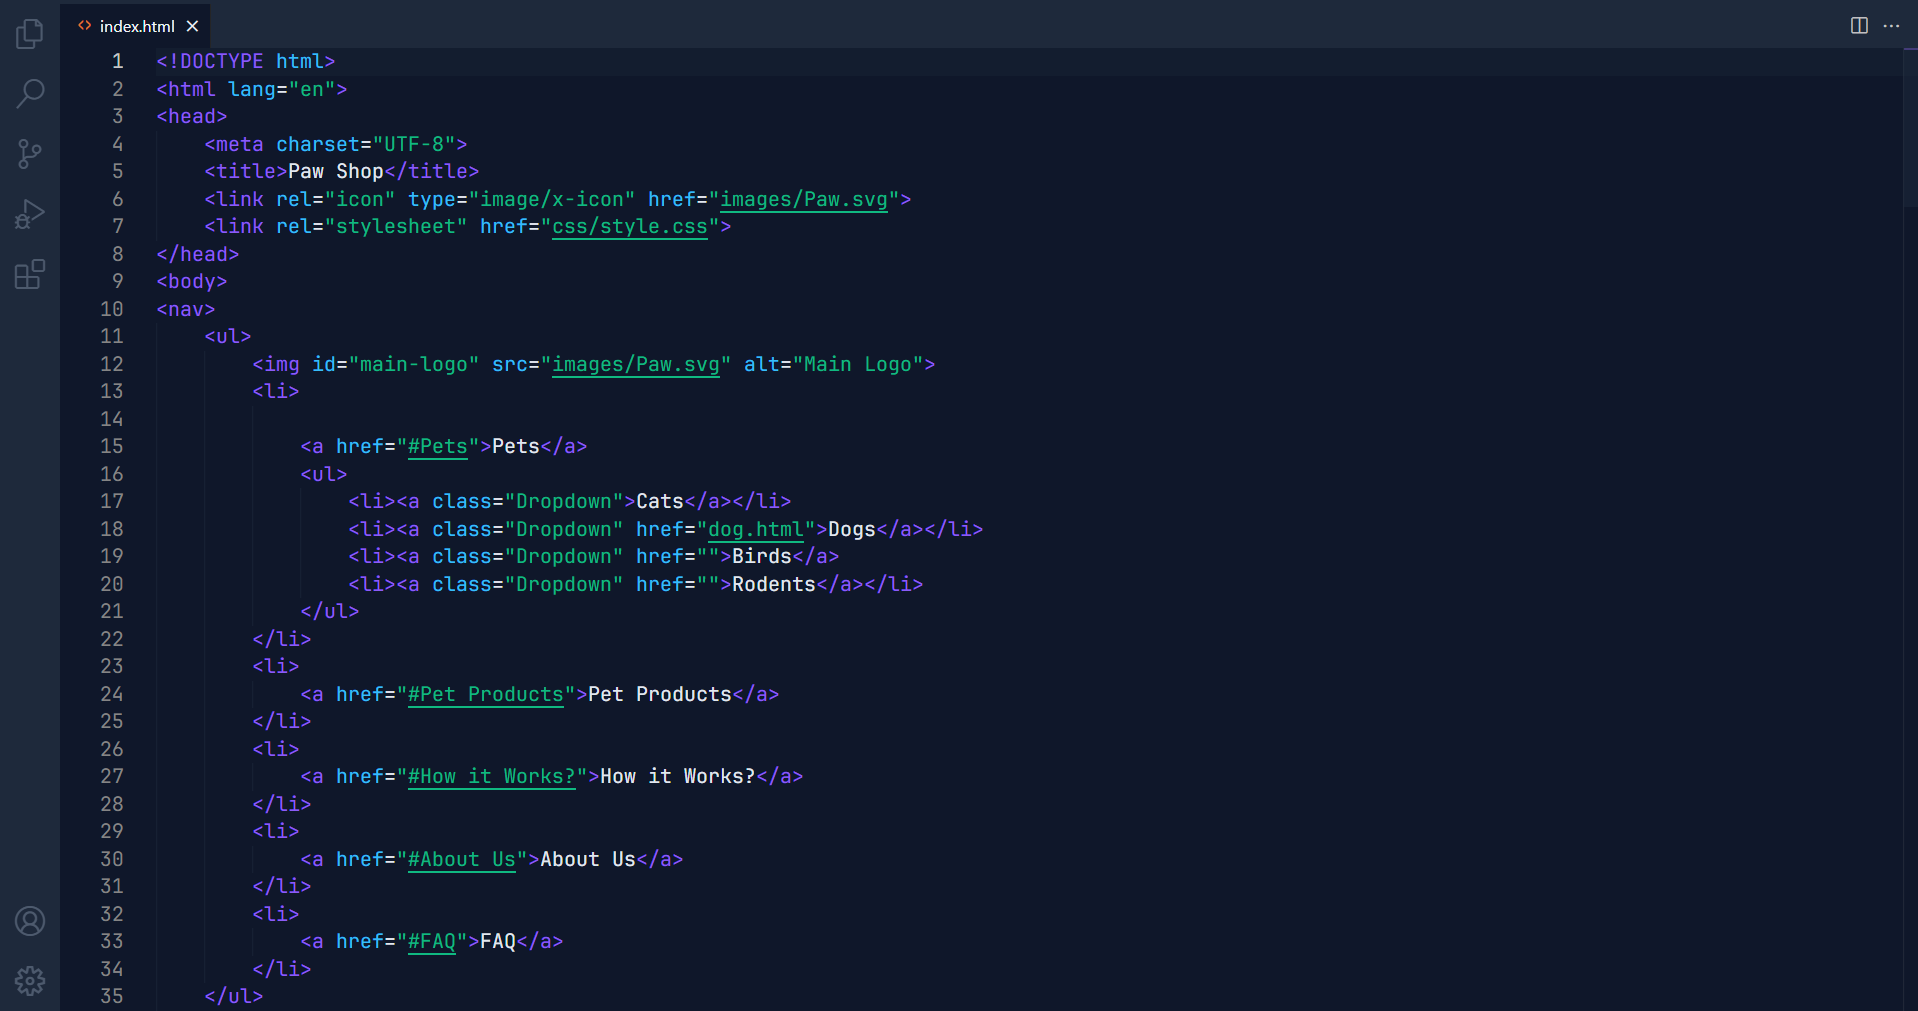 index.html
1 <!DOCTYPE html>
2 <html lang="en">
3 <head>
4 <meta charset="UTF-8">
5 <title>Paw Shop</title>
6 <link rel="icon" type="image/x-icon" href="images/Paw.svg">
7 <link rel="stylesheet" href="css/style.css">
8 </head>
9 <body>
10 <nav>
11 <ul>
12 <img id="main-logo" src="images/Paw.svg" alt="Main Logo">
13 <li>
14
15 <a href="#Pets">Pets</a>
16 <ul>
17 <li><a class="Dropdown">Cats</a></li>
18 <li><a class="Dropdown" href="dog.html">Dogs</a></li>
19 <li><a class="Dropdown" href="">Birds</a>
20 <li><a class="Dropdown" href="">Rodents</a></li>
21 </ul>
22 </li>
23 <li>
24 <a href="#Pet Products">Pet Products</a>
25 </li>
26 <li>
27 <a href="#How it Works?">How it Works?</a>
28 </li>
29 <li>
30 <a href="#About Us">About Us</a>
31 </li>
32 <li>
33 <a href="#FAQ">FAQ</a>
34 </li>
35 </ul>